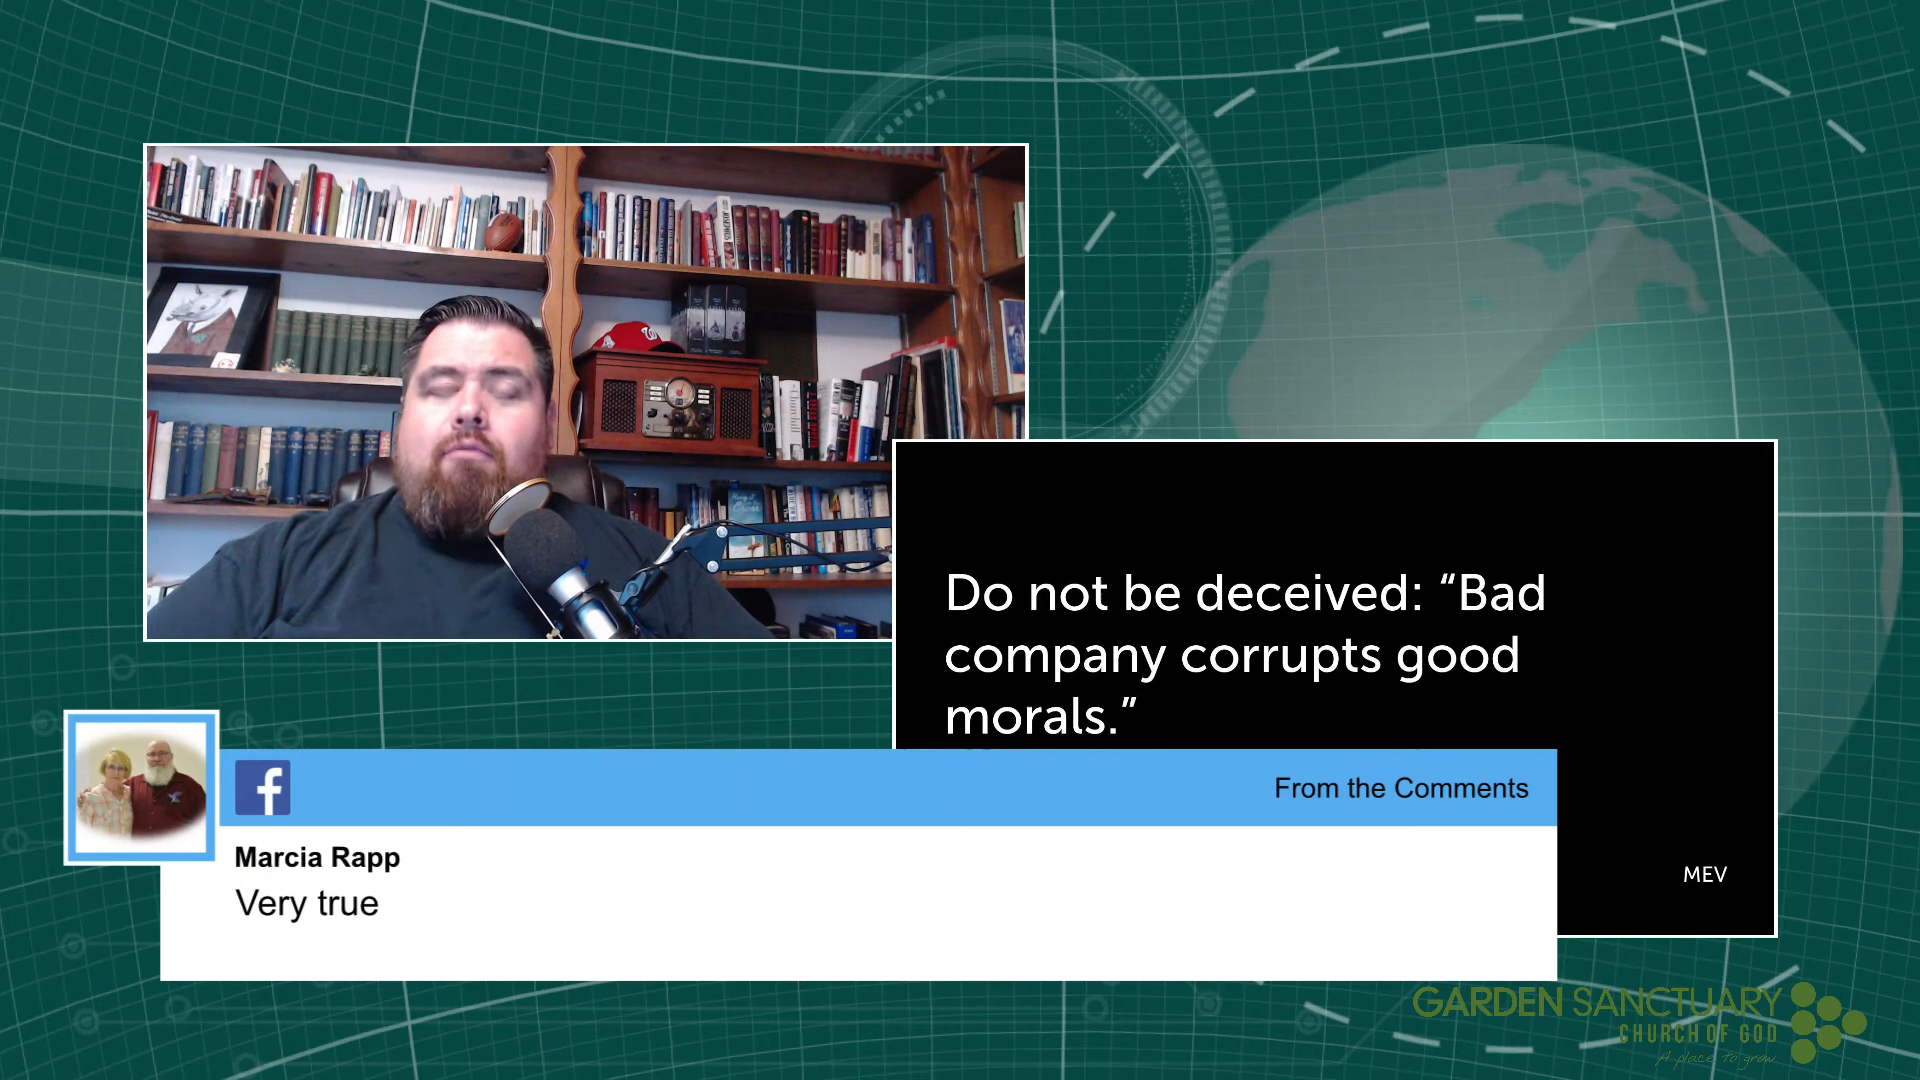 Do not be deceived: “Bad
company corrupts good
morals.”
MEV
From the Comments
Marcia Rapp
Very true
GARDEN SANCTUARY
CHURCH OF GOD
A place to grow